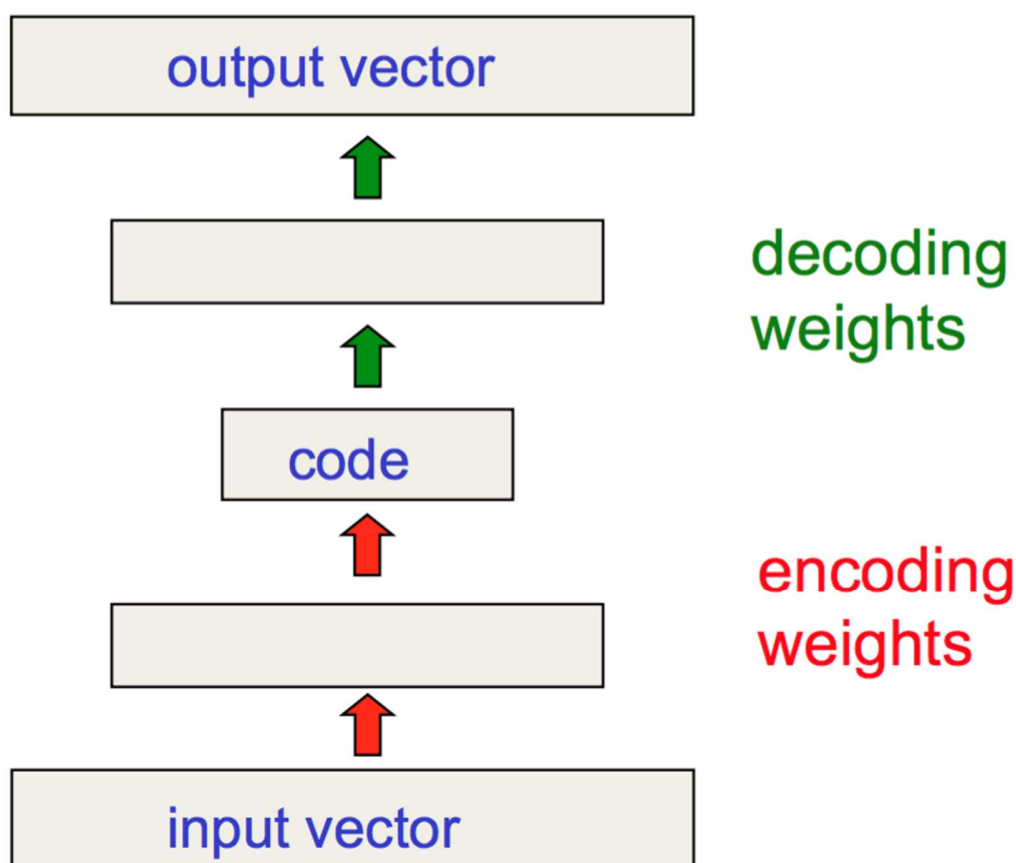 output vector
decoding
weights
code
encoding
weights
input vector